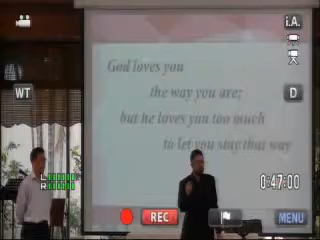 i.A.
God loves you
the way you are;
WT
D
but he loves you too much
to let you stay that way
L
R
0:47:00
REC
MENU